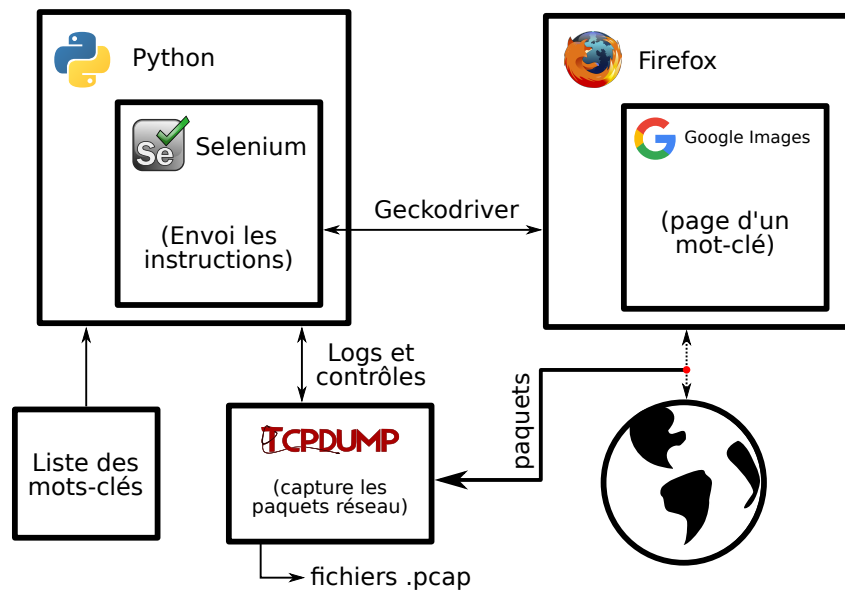 Python
Se
Selenium
(Envoi les
instructions)
Geckodriver
Firefox
Google Images
(page d'un
mot-clé)
Logs et
contrôles
paquets
Liste des
mots-clés
TCPDUMP
(capture les
paquets réseau)
fichiers .pcap